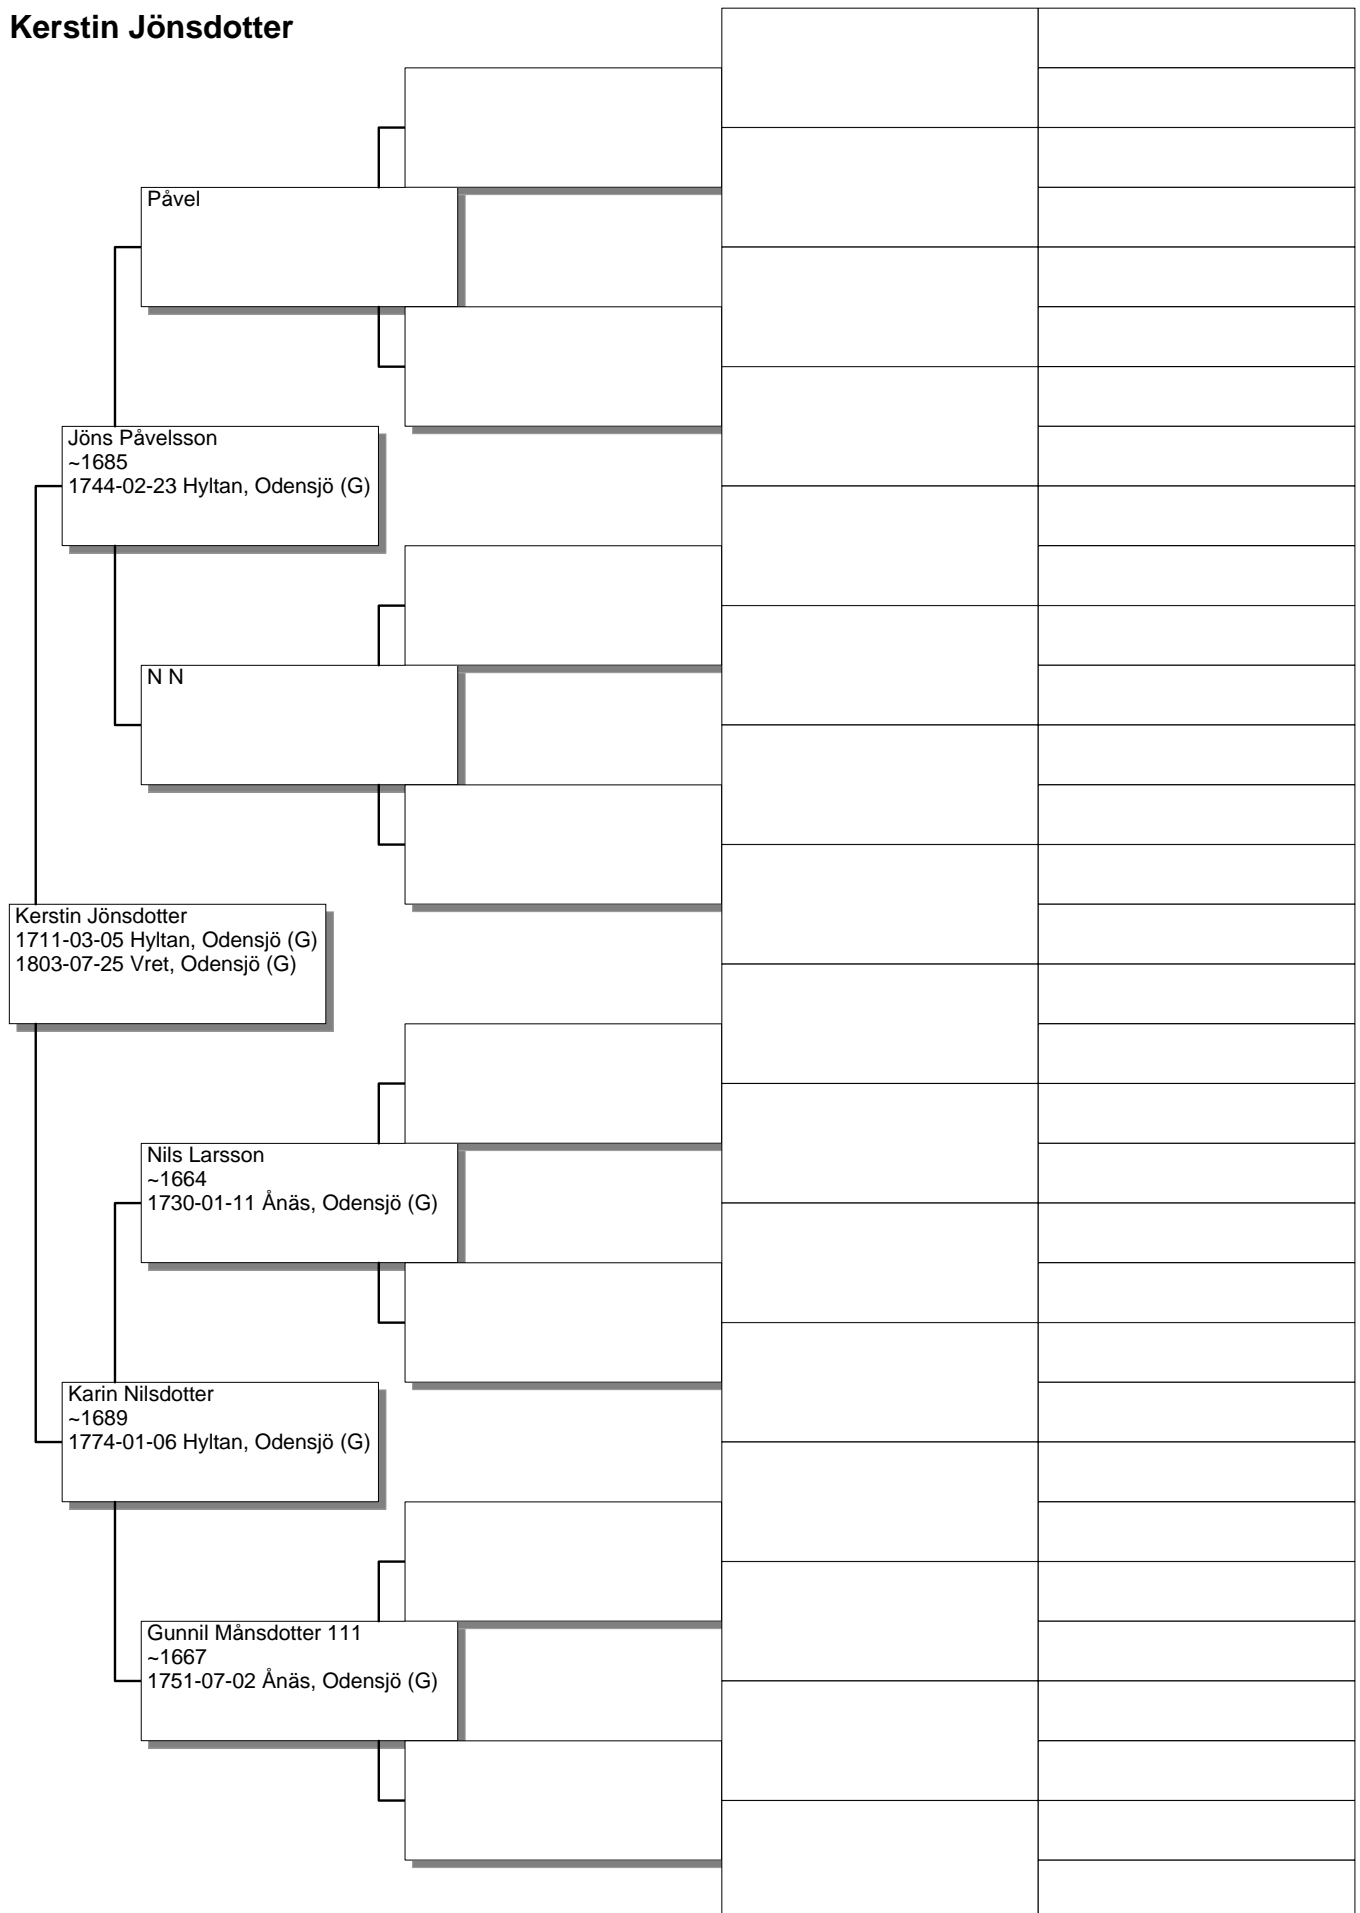 Kerstin Jönsdotter
Påvel
Jöns Påvelsson
~1685
1744-02-23 Hyltan, Odensjö (G)
N N
Kerstin Jönsdotter
1711-03-05 Hyltan, Odensjö (G)
1803-07-25 Vret, Odensjö (G)
Nils Larsson
~1664
1730-01-11 Ånäs, Odensjö (G)
Karin Nilsdotter
~1689
1774-01-06 Hyltan, Odensjö (G)
Gunnil Månsdotter 111
~1667
1751-07-02 Ånäs, Odensjö (G)